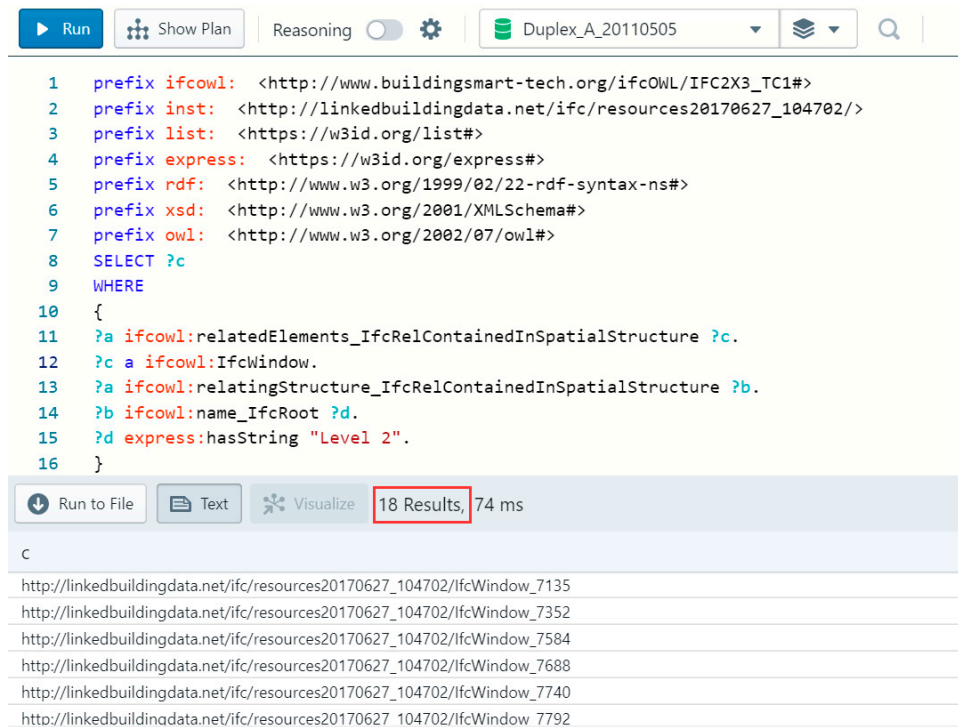 Run Show Plan Reasoning Duplex_A_20110505
1 prefix ifcowl: <http://www.buildingsmart-tech.org/ifcOWL/IFC2X3_TC1#>
2 prefix inst: <http://linkedbuildingdata.net/ifc/resources20170627_104702/>
3 prefix list: <https://w3id.org/list#>
4 prefix express: <https://w3id.org/express#>
5 prefix rdf: <http://www.w3.org/1999/02/22-rdf-syntax-ns#>
6 prefix xsd: <http://www.w3.org/2001/XMLSchema#>
7 prefix owl: <http://www.w3.org/2002/07/owl#>
8 SELECT ?c
9 WHERE
10 {
11 ?a ifcowl:relatedElements_IfcRelContainedInSpatialStructure ?c.
12 ?c a ifcowl:IfcWindow.
13 ?a ifcowl:relatingStructure_IfcRelContainedInSpatialStructure ?b.
14 ?b ifcowl:name_IfcRoot ?d.
15 ?d express:hasString "Level 2".
16 }
Run to File Text Visualize 18 Results, 74 ms
c
http://linkedbuildingdata.net/ifc/resources20170627_104702/IfcWindow_7135
http://linkedbuildingdata.net/ifc/resources20170627_104702/IfcWindow_7352
http://linkedbuildingdata.net/ifc/resources20170627_104702/IfcWindow_7584
http://linkedbuildingdata.net/ifc/resources20170627_104702/IfcWindow_7688
http://linkedbuildingdata.net/ifc/resources20170627_104702/IfcWindow_7740
http://linkedbuildingdata.net/ifc/resources20170627_104702/IfcWindow_7792